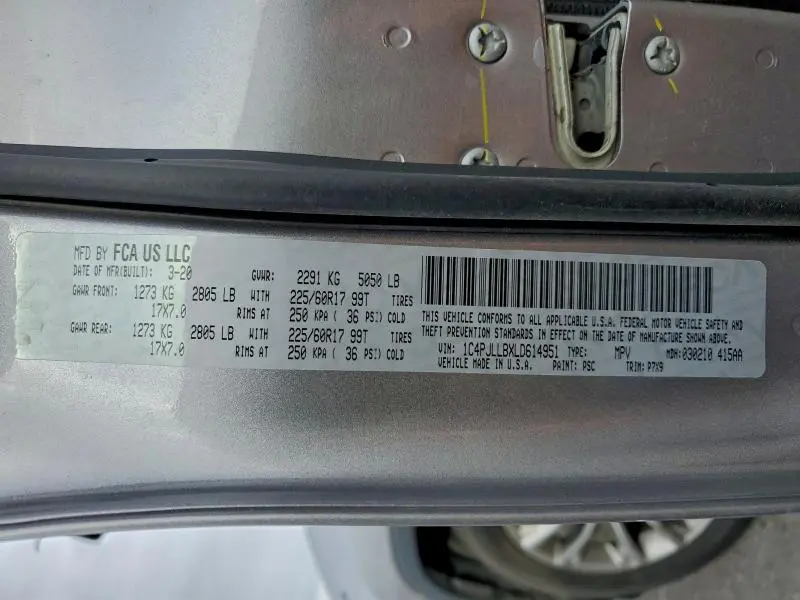 MFD BY FCA US LLC
DATE OF MFR(BUILT): 3-20 GVWR: 2291 KG 5050 LB
GAWR FRONT: 1273 KG 2805 LB WITH 225/60R17 99T TIRES
17X7.0 RIMS AT 250 KPA ( 36 PSI) COLD
GAWR REAR: 1273 KG 2805 LB WITH 225/60R17 99T TIRES
17X7.0 RIMS AT 250 KPA ( 36 PSI) COLD
THIS VEHICLE CONFORMS TO ALL APPLICABLE U.S.A. FEDERAL MOTOR VEHICLE SAFETY AND
THEFT PREVENTION STANDARDS IN EFFECT ON THE DATE OF MANUFACTURE SHOWN ABOVE.
VIN: 1C4PJLLBXLD614951 TYPE: MPV MDH: 030210 415AA
VEHICLE MADE IN U.S.A. PAINT: PSC TRIM: P7X9